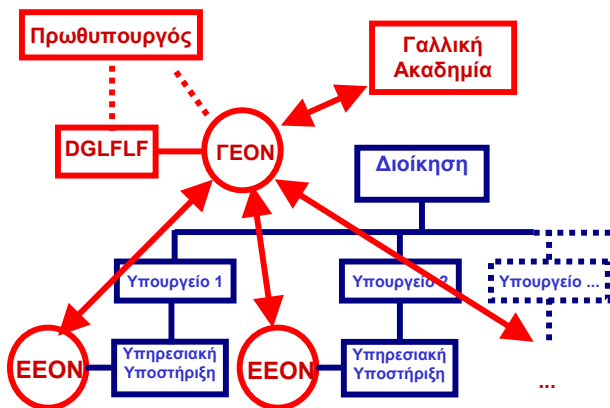 Πρωθυπουργός
Γαλλική
Ακαδημία
DGLFLF
ΓΕΟΝ
Διοίκηση
Υπουργείο 1
Υπουργείο 2
Υπουργείο ...
ΕΕΟΝ
Υπηρεσιακή
Υποστήριξη
ΕΕΟΝ
Υπηρεσιακή
Υποστήριξη
...